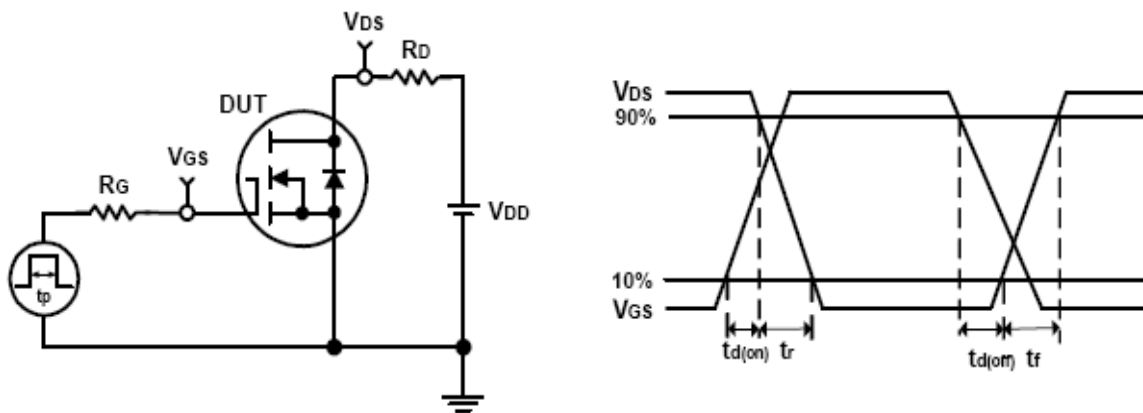 VDS
RD
DUT
VGS
RG
VDD
tp
VDS
90%
10%
VGS
td(on) tr
td(off) tf